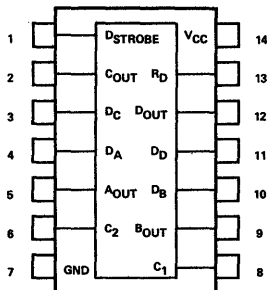 1 DSTROBE VCC 14
2 COUT RD 13
3 DC DOUT 12
4 DA DD 11
5 AOUT DB 10
6 C2 BOUT 9
7 GND C1 8